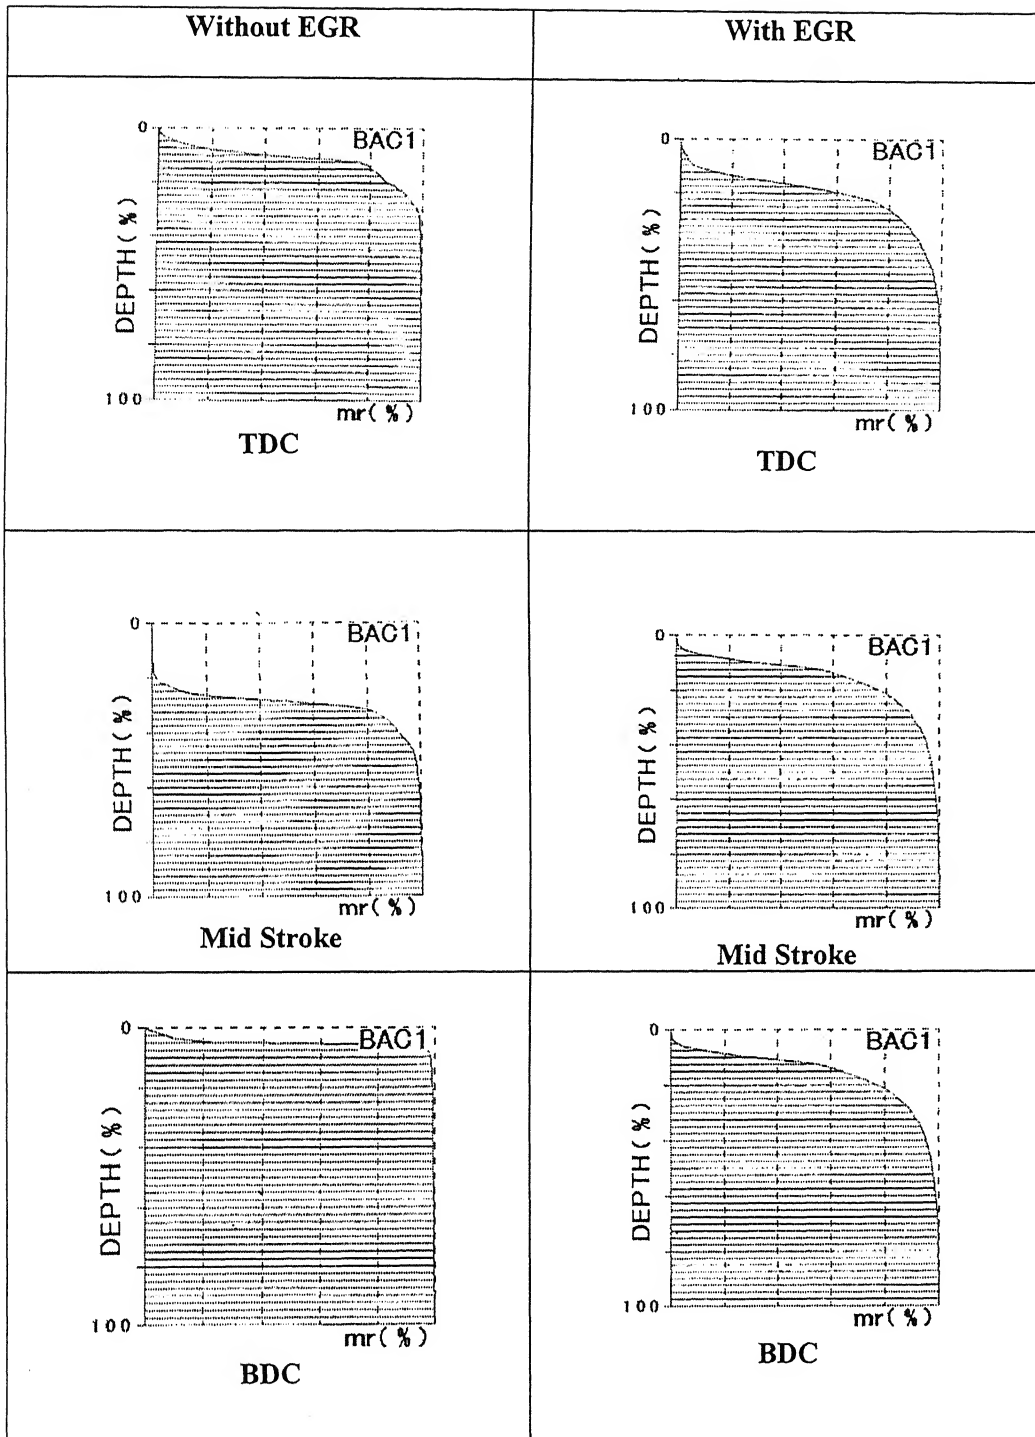 Without EGR
With EGR
0
BAC1
DEPTH(%)
100
mr(%)
TDC
0
BAC1
DEPTH(%)
100
mr(%)
TDC
0
BAC1
DEPTH(%)
100
mr(%)
Mid Stroke
0
BAC1
DEPTH(%)
100
mr(%)
Mid Stroke
0
BAC1
DEPTH(%)
100
mr(%)
BDC
0
BAC1
DEPTH(%)
100
mr(%)
BDC